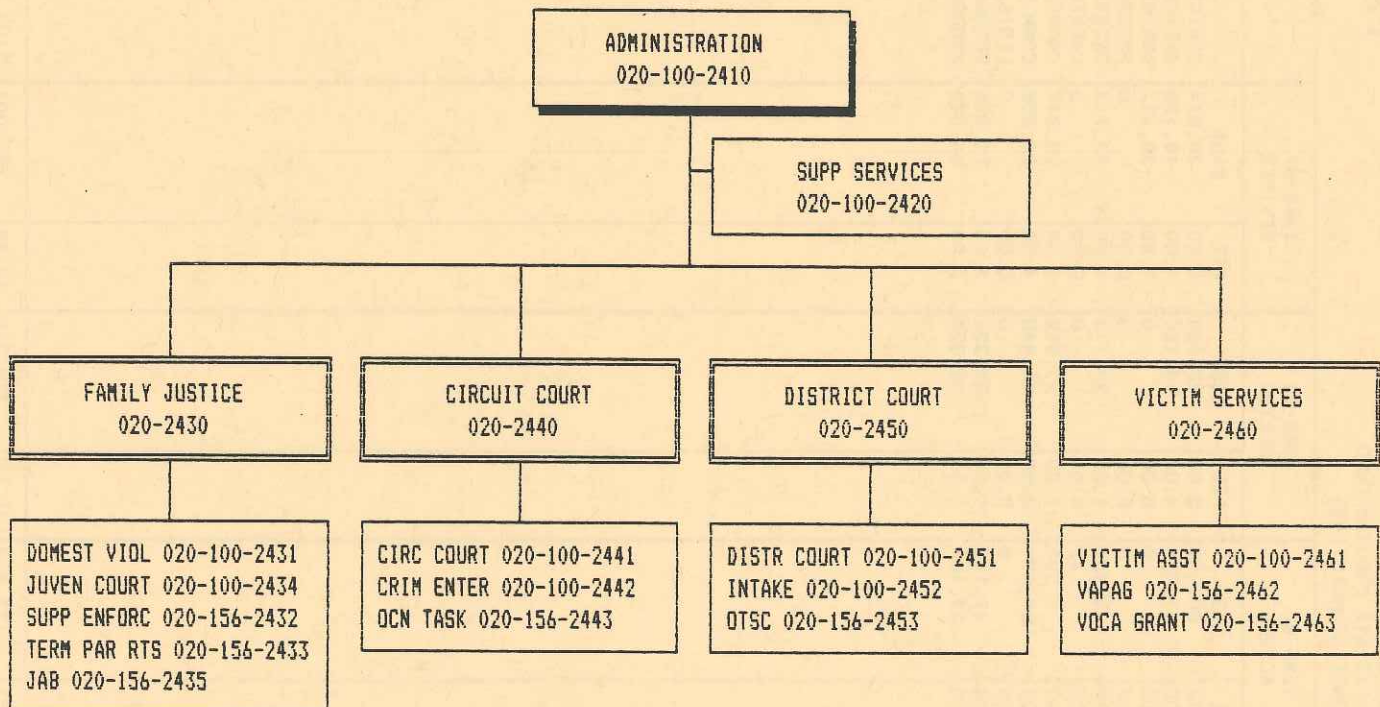 ADMINISTRATION
020-100-2410
SUPP SERVICES
020-100-2420
FAMILY JUSTICE
020-2430
CIRCUIT COURT
020-2440
DISTRICT COURT
020-2450
VICTIM SERVICES
020-2460
DOMEST VIOL 020-100-2431
JUVEN COURT 020-100-2434
SUPP ENFORC 020-156-2432
TERM PAR RTS 020-156-2433
JAB 020-156-2435
CIRC COURT 020-100-2441
CRIM ENTER 020-100-2442
OCN TASK 020-156-2443
DISTR COURT 020-100-2451
INTAKE 020-100-2452
OTSC 020-156-2453
VICTIM ASST 020-100-2461
VAPAG 020-156-2462
VOCA GRANT 020-156-2463